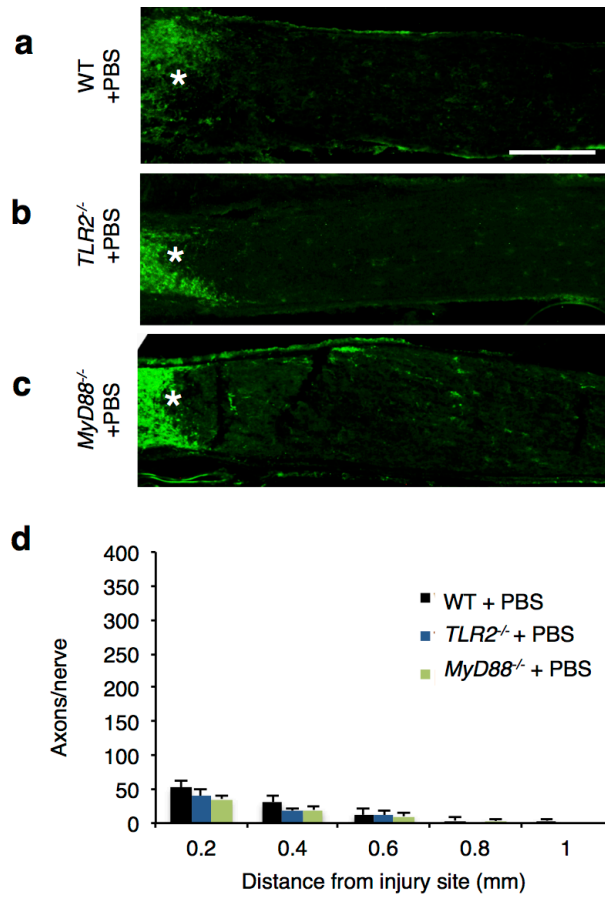 a
WT
+PBS
*
b
TLR2-/-
+PBS
*
c
MyD88-/-
+PBS
*
d
400
350
300
250
200
150
100
50
0
Axons/nerve
WT + PBS
TLR2-/- + PBS
MyD88-/- + PBS
0.2 0.4 0.6 0.8 1
Distance from injury site (mm)